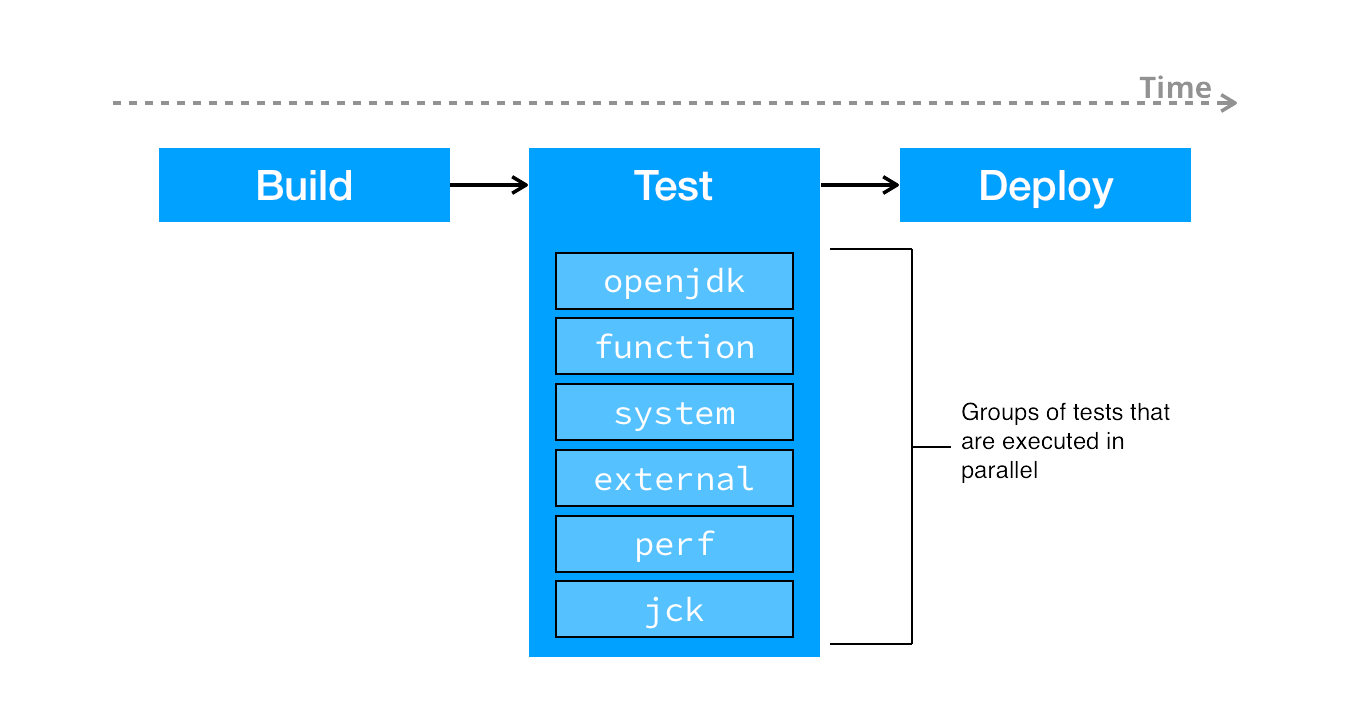 Time
Build
Test
Deploy
openjdk
function
system
external
perf
jck
Groups of tests that
are executed in
parallel